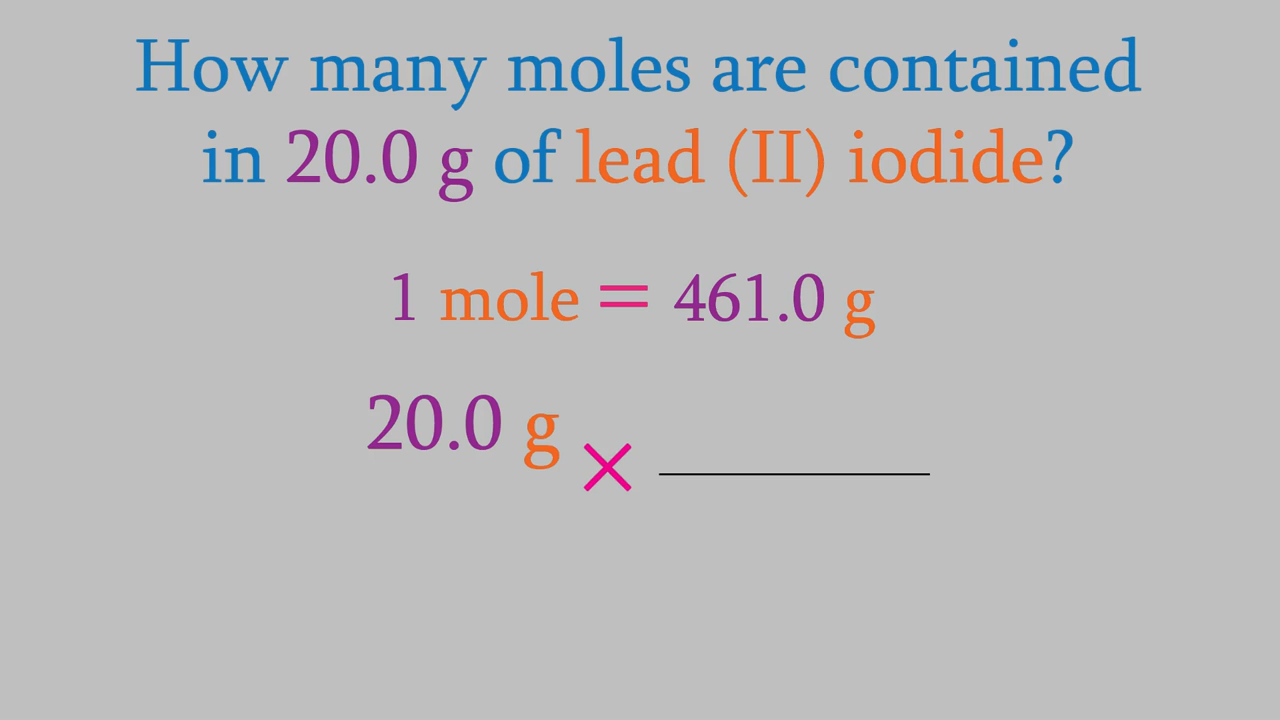 How many moles are contained
in 20.0 g of lead (II) iodide?
1 mole = 461.0 g
20.0 g ×